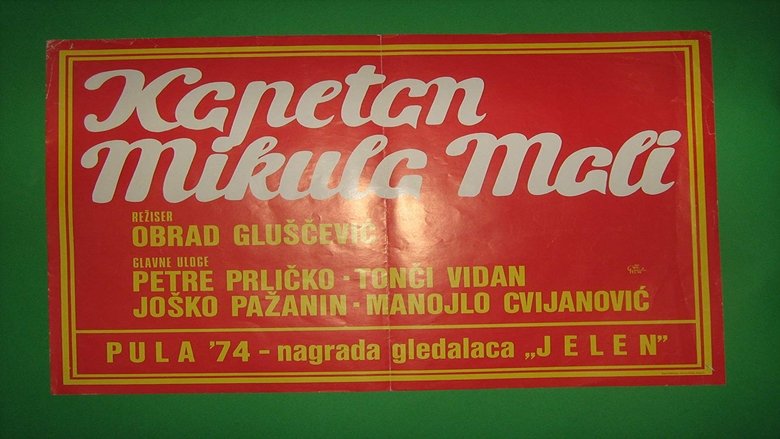 Kapetan
Mikula Mali
REŽISER
OBRAD GLUŠČEVIĆ
GLAVNE ULOGE
PETRE PRLIČKO - TONČI VIDAN
JOŠKO PAŽANIN - MANOJLO CVIJANOVIĆ
PULA '74 - nagrada gledalaca „JELEN"